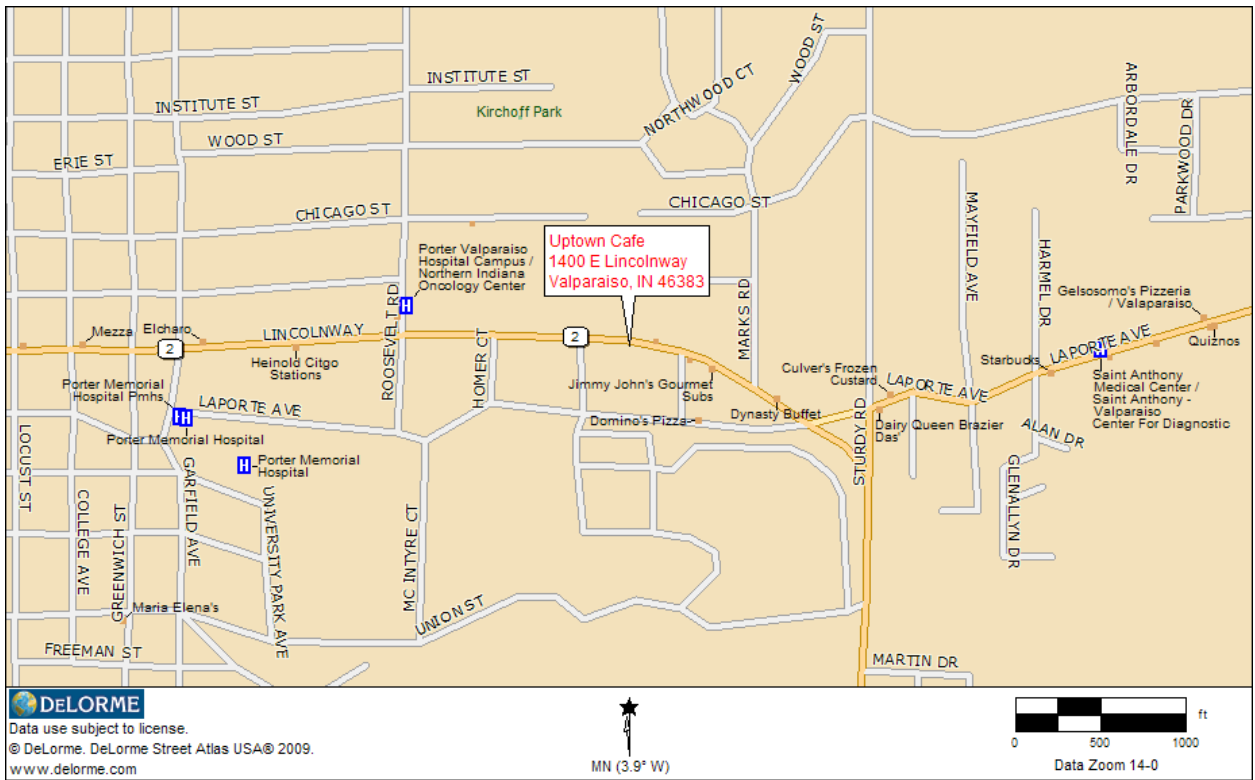 INSTITUTE ST
WOOD ST
INSTITUTE ST
Kirchoff Park
NORTHWOOD CT
ARBORDALE DR
PARKWOOD DR
WOOD ST
ERIE ST
CHICAGO ST
CHICAGO ST
MAYFIELD AVE
HARMEL DR
Uptown Cafe
1400 E Lincolnway
Valparaiso, IN 46383
Porter Valparaiso
Hospital Campus /
Northern Indiana
Oncology Center
H
ROOSEVELT RD
MARKS RD
Gelsosomo's Pizzeria
/ Valaparaiso
Mezza
Elcharo
LINCOLNWAY
2
2
Heinold Citgo
Stations
HOMER CT
Quiznos
LAPORTE AVE
H
Starbucks
Saint Anthony
Medical Center /
Saint Anthony -
Valparaiso
Center For Diagnostic
Culver's Frozen
Custard
LAPORTE AVE
Jimmy John's Gourmet
Subs
Dynasty Buffet
Domino's Pizza
Dairy Queen Brazier
Das'
Porter Memorial
Hospital Pmhs
LAPORTE AVE
H
H
Porter Memorial Hospital
H
Porter Memorial
Hospital
ALAN DR
STURDY RD
GLENALLYN DR
LOCUST ST
COLLEGE AVE
GREENWICH ST
GARFIELD AVE
UNIVERSITY PARK AVE
MC INTYRE CT
UNION ST
Maria Elena's
FREEMAN ST
MARTIN DR
DELORME
Data use subject to license.
© DeLorme. DeLorme Street Atlas USA® 2009.
www.delorme.com
MN (3.9° W)
ft
0 500 1000
Data Zoom 14-0